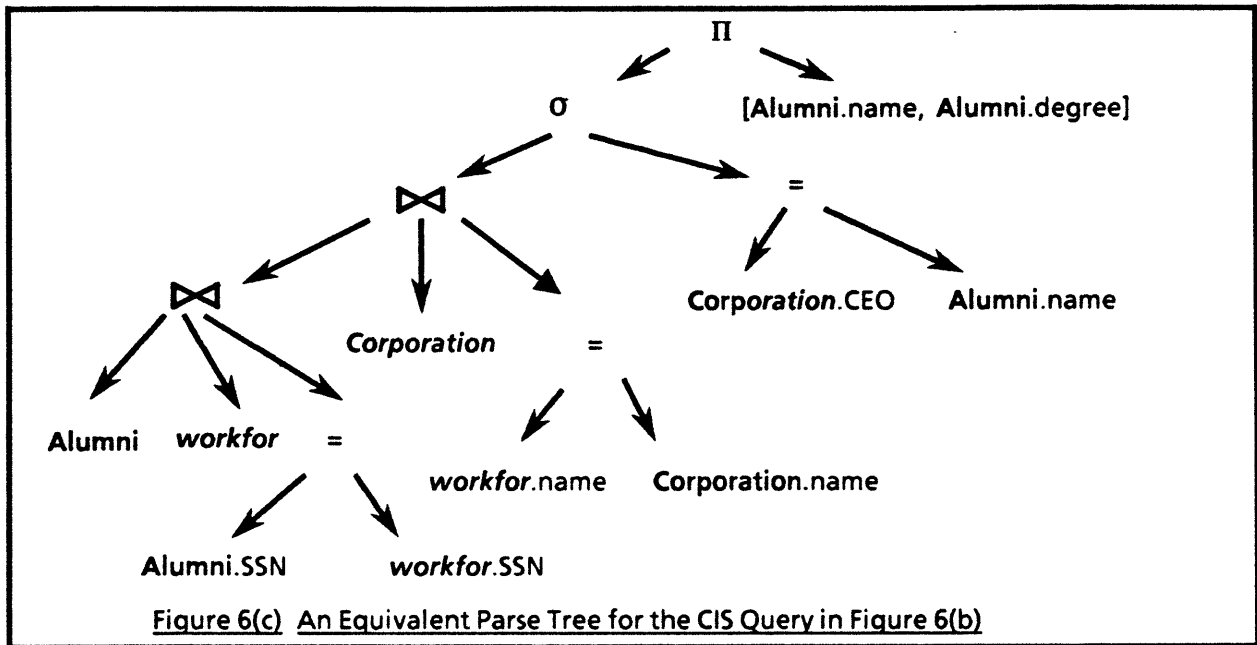 Π
σ [Alumni.name, Alumni.degree]
⋈ =
⋈ Corporation.CEO Alumni.name
Corporation =
Alumni workfor =
workfor.name Corporation.name
Alumni.SSN workfor.SSN
Figure 6(c) An Equivalent Parse Tree for the CIS Query in Figure 6(b)